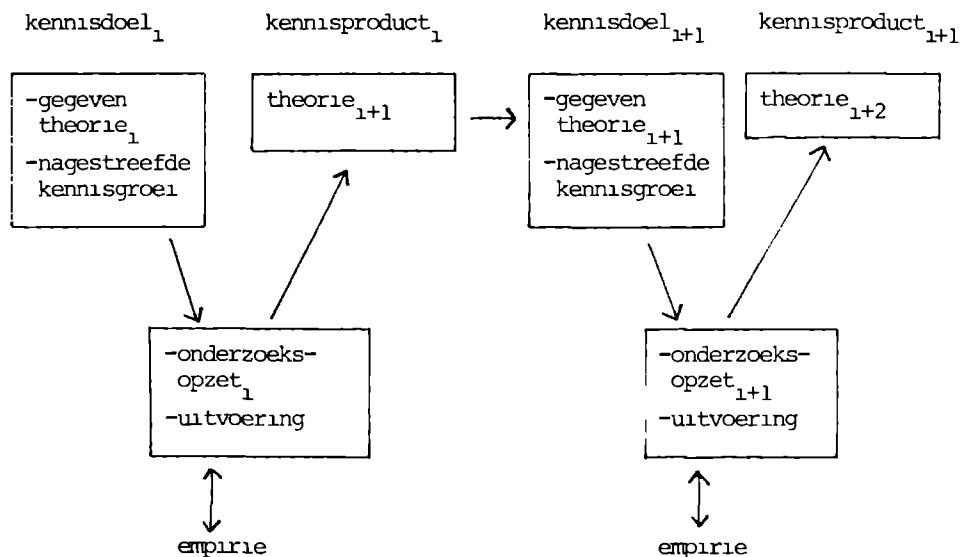 kennisdoel_i kennisproduct_i kennisdoel_i+1 kennisproduct_i+1
-gegeven
theorie_i
-nagestreefde
kennisgroei
theorie_i+1
-gegeven
theorie_i+1
-nagestreefde
kennisgroei
theorie_i+2
-onderzoeks-
opzet_i
-uitvoering
-onderzoeks-
opzet_i+1
-uitvoering
empirie
empirie